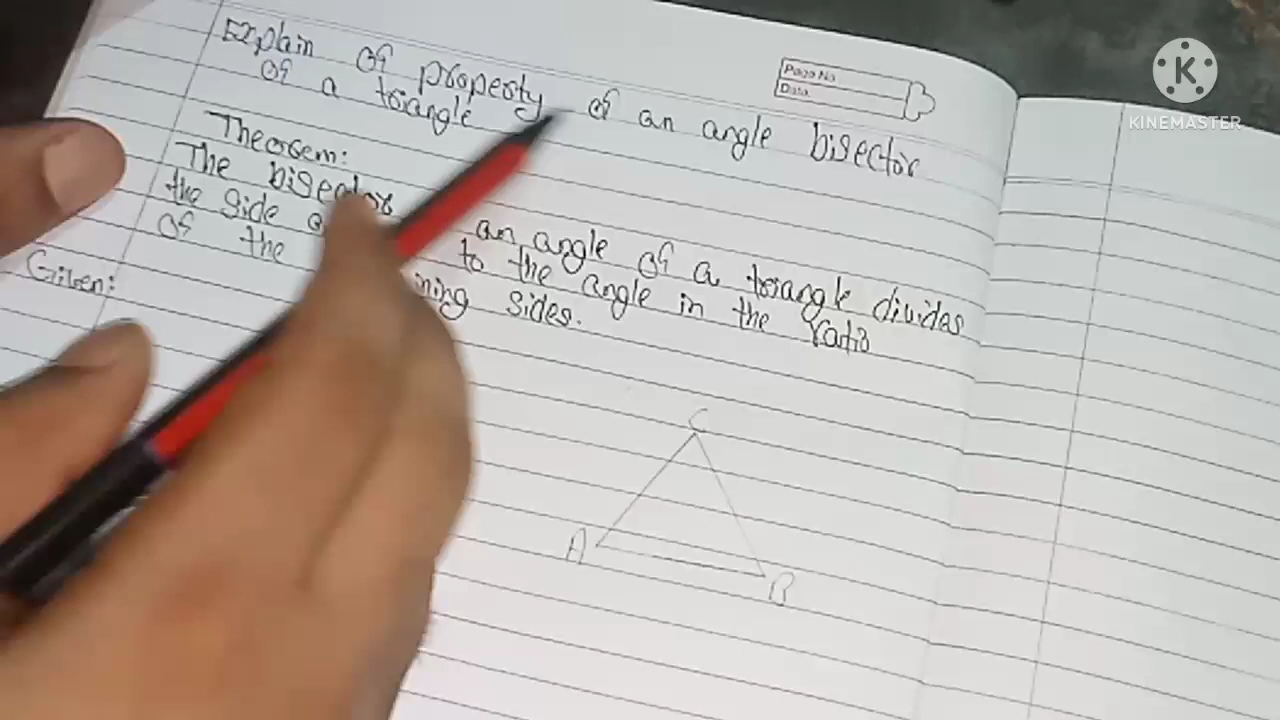 Explain of property of an angle bisector
of a triangle
Page No
Date
Theorem:
The bisector an angle of a triangle divides
the side to the angle in the ratio
of the ning sides.
Given:
C
A
B
K
KINEMASTER